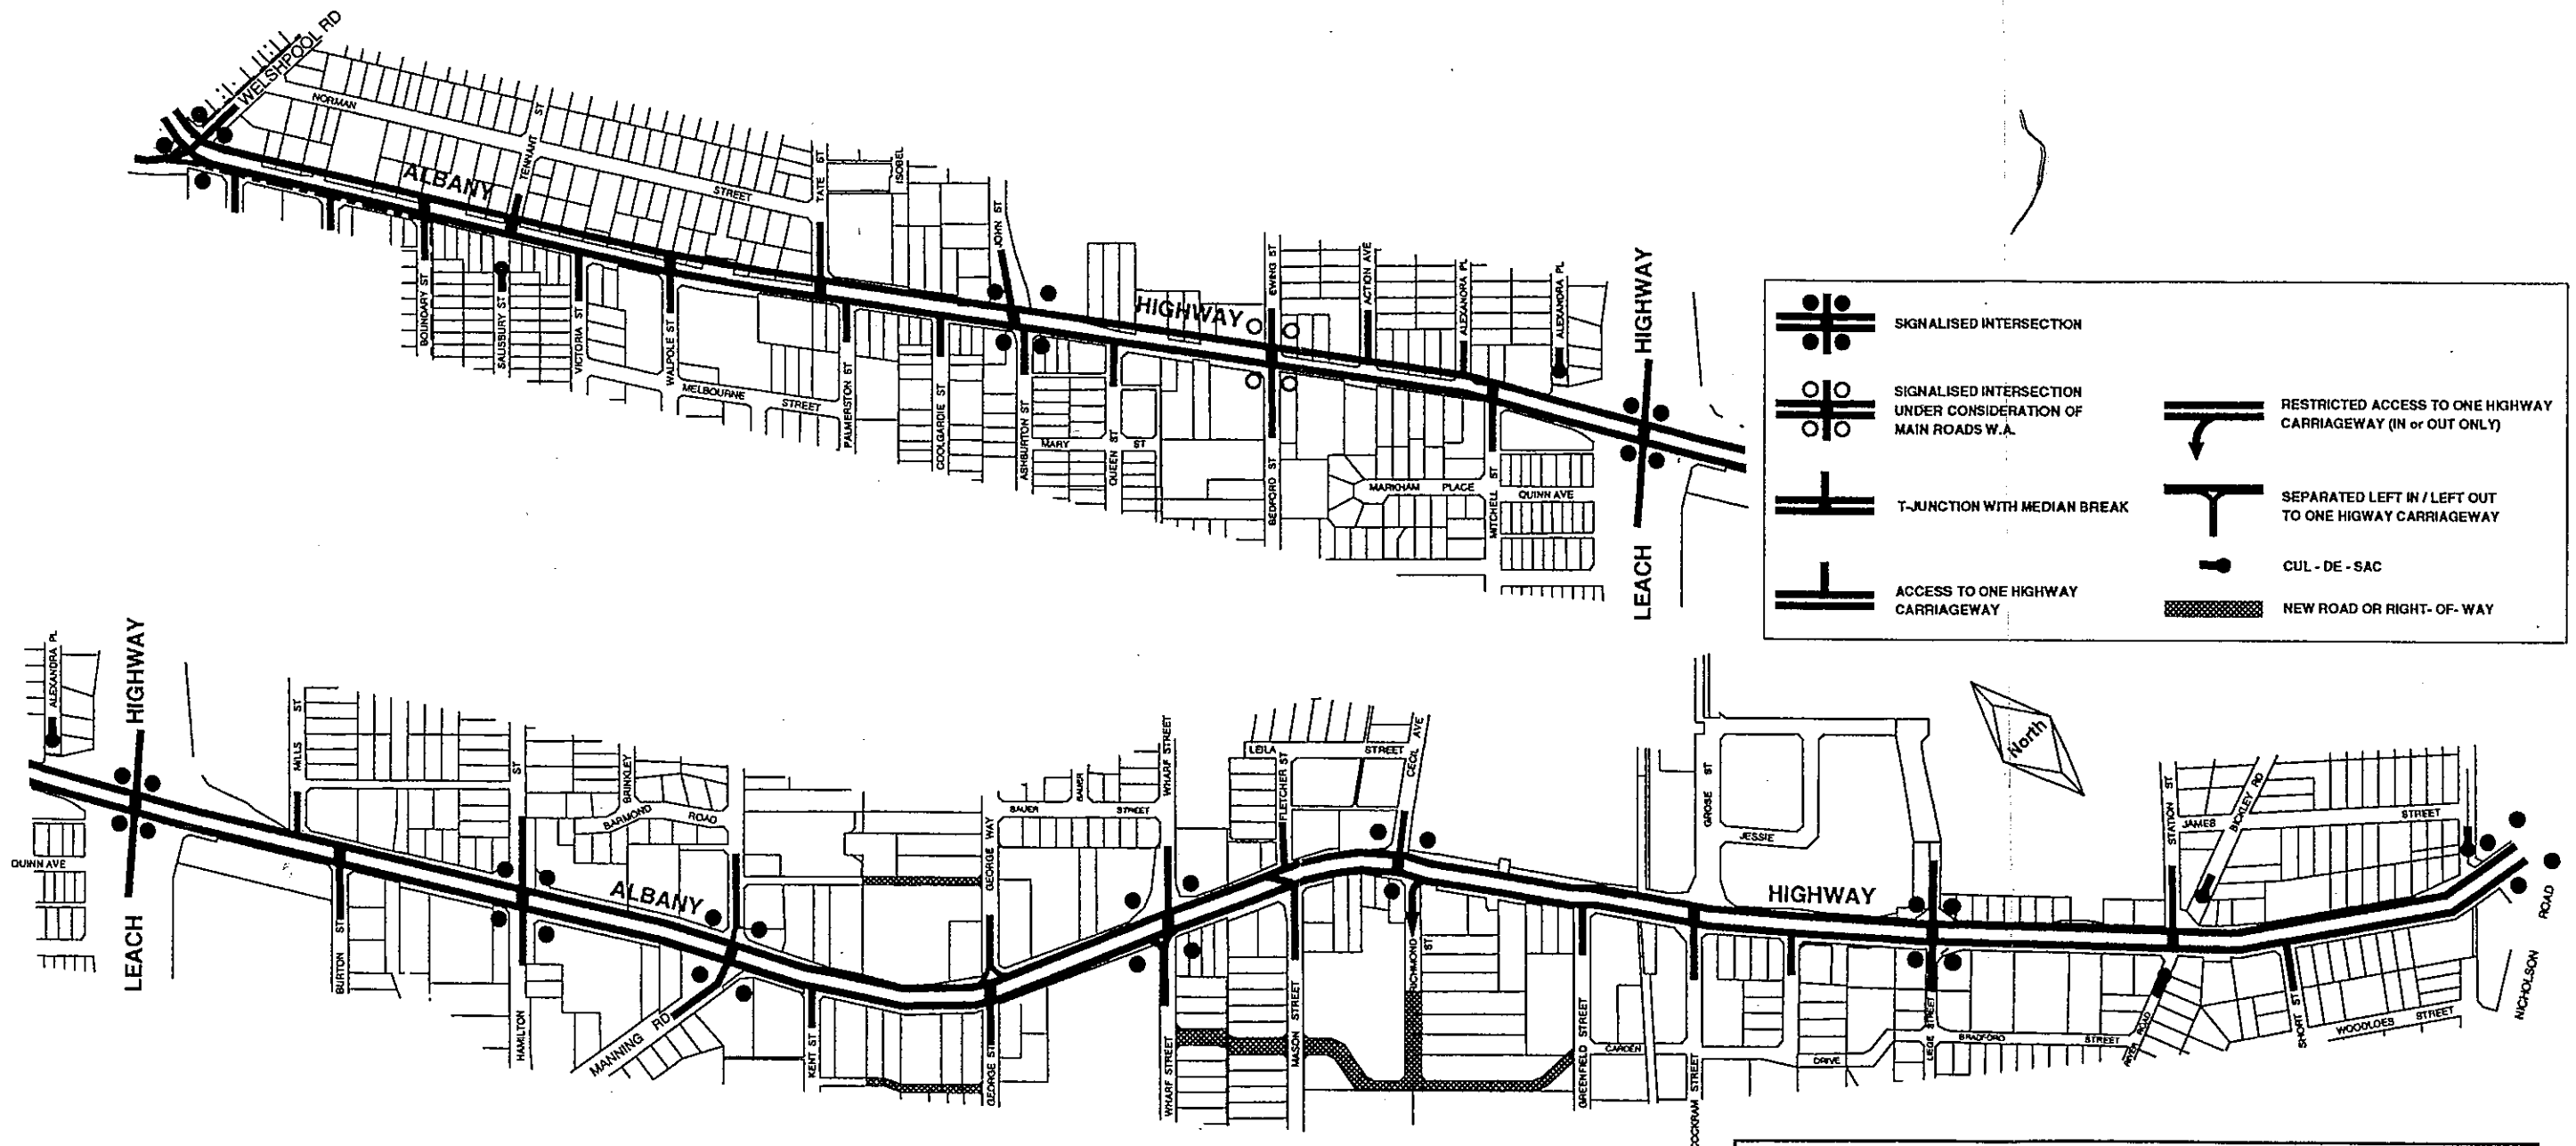 WELSHPOOL RD
NORMAN
STREET
TENNANT ST
TATE ST
ISOBEL
JOHN ST
ALBANY
HIGHWAY
EWING ST
ACTION AVE
ALEXANDRA PL
ALEXANDRA PL
HIGHWAY
LEACH
BOUNDARY ST
SAUSBURY ST
VICTORIA ST
WALPOLE ST
MELBOURNE STREET
PALMERSTON ST
COOLGARDIE ST
ASHBURTON ST
MARY ST
QUEEN ST
BEDFORD ST
MARKHAM PLACE
MITCHELL ST
QUINN AVE
SIGNALISED INTERSECTION
SIGNALISED INTERSECTION
UNDER CONSIDERATION OF
MAIN ROADS W.A.
T-JUNCTION WITH MEDIAN BREAK
ACCESS TO ONE HIGHWAY
CARRIAGEWAY
RESTRICTED ACCESS TO ONE HIGHWAY
CARRIAGEWAY (IN or OUT ONLY)
SEPARATED LEFT IN / LEFT OUT
TO ONE HIGWAY CARRIAGEWAY
CUL - DE - SAC
NEW ROAD OR RIGHT- OF- WAY
ALEXANDRA PL
HIGHWAY
LEACH
QUINN AVE
MILLS ST
BURTON ST
HAMILTON ST
BRINKLEY
BARMOND ROAD
ALBANY
MANNING RD
KENT ST
GEORGE WAY
GEORGE ST
BAUER STREET
BAUER
WHARF STREET
WHARF STREET
LEILA STREET
FLETCHER ST
CECIL AVE
MASON STREET
RICHMOND ST
GREENFIELD STREET
GROSE ST
JESSIE
HIGHWAY
North
CARDEN DRIVE
COCKRAM STREET
LIEGE STREET
BRADFORD STREET
STATION ST
BICKLEY RD
JAMES STREET
RIVER ROAD
SHORT ST
WOODLOES STREET
NICHOLSON ROAD